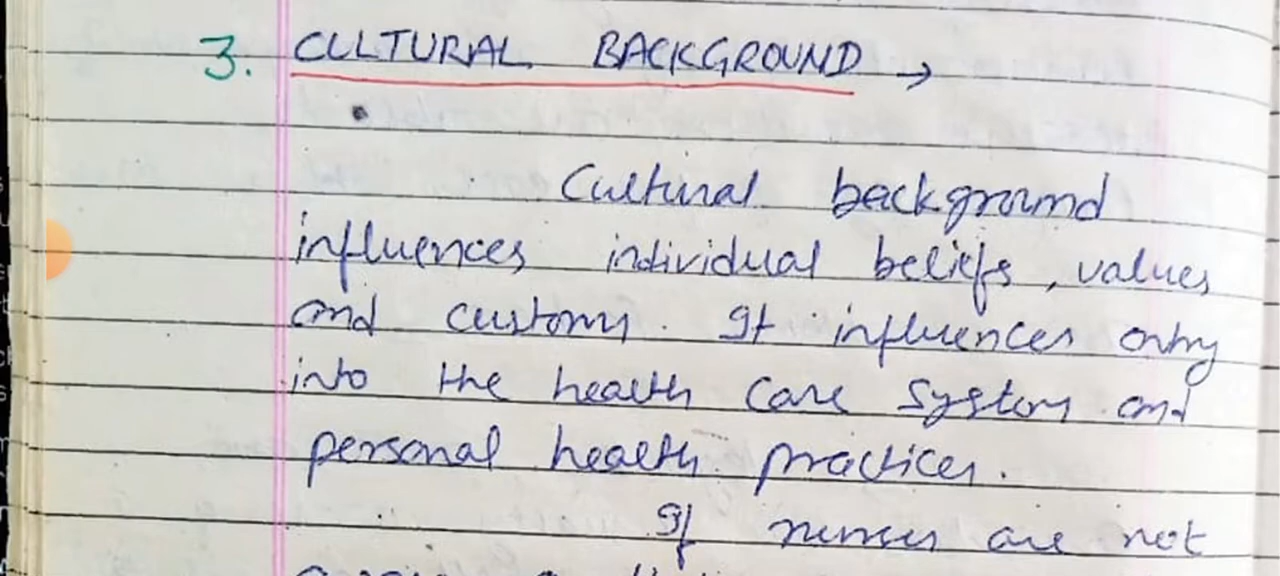 3. CULTURAL BACKGROUND →
Cultural background
influences individual beliefs, values
and customs. It influences entry
into the health care system and
personal health practices.
If nurses are not